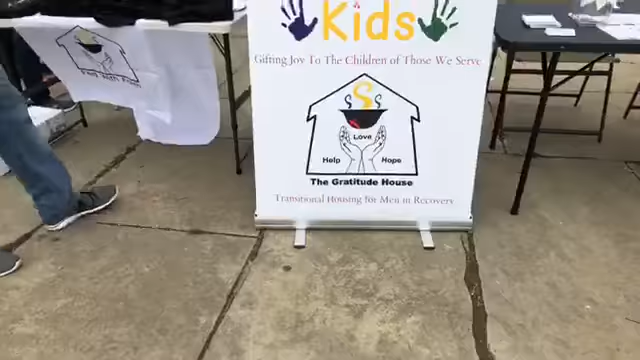 Kids
Gifting Joy To The Children of Those We Serve
Love
Help Hope
The Gratitude House
Transitional Housing for Men in Recovery